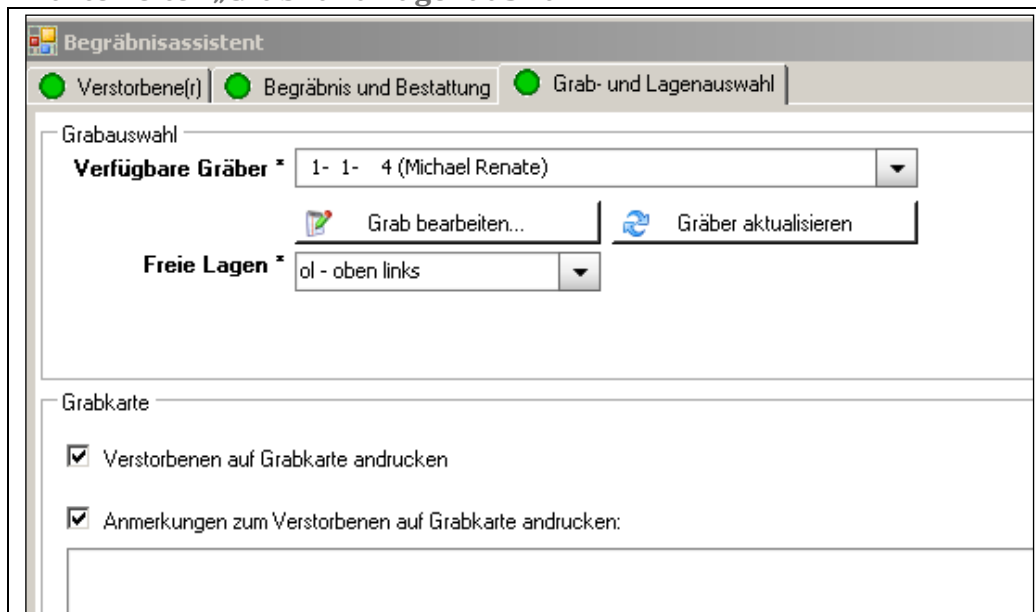 Begräbnisassistent
Verstorbene(r) Begräbnis und Bestattung Grab- und Lagenauswahl
Grabauswahl
Verfügbare Gräber * 1- 1- 4 (Michael Renate)
Grab bearbeiten... Gräber aktualisieren
Freie Lagen * ol - oben links
Grabkarte
Verstorbenen auf Grabkarte andrucken
Anmerkungen zum Verstorbenen auf Grabkarte andrucken: